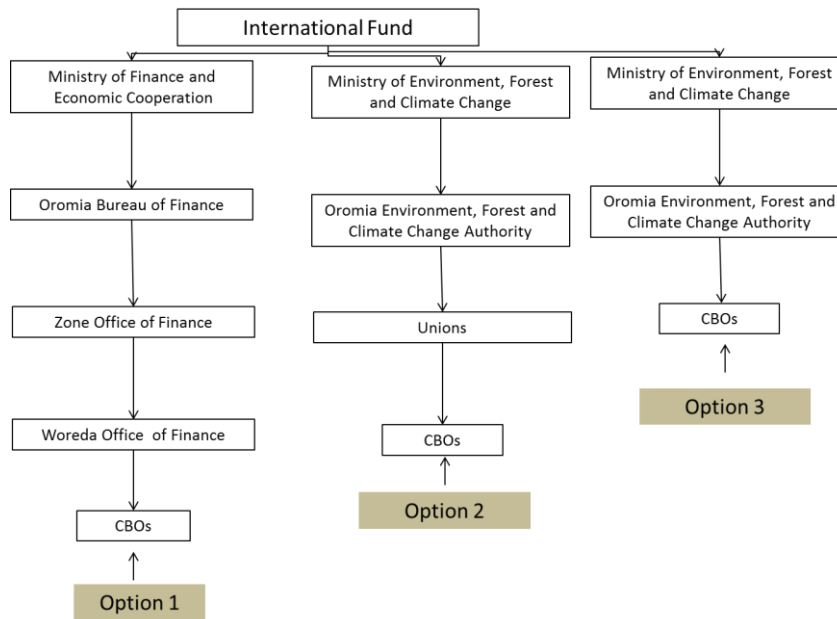 International Fund
Ministry of Finance and
Economic Cooperation
Oromia Bureau of Finance
Zone Office of Finance
Woreda Office of Finance
CBOs
Option 1
Ministry of Environment, Forest
and Climate Change
Oromia Environment, Forest and
Climate Change Authority
Unions
CBOs
Option 2
Ministry of Environment, Forest
and Climate Change
Oromia Environment, Forest and
Climate Change Authority
CBOs
Option 3